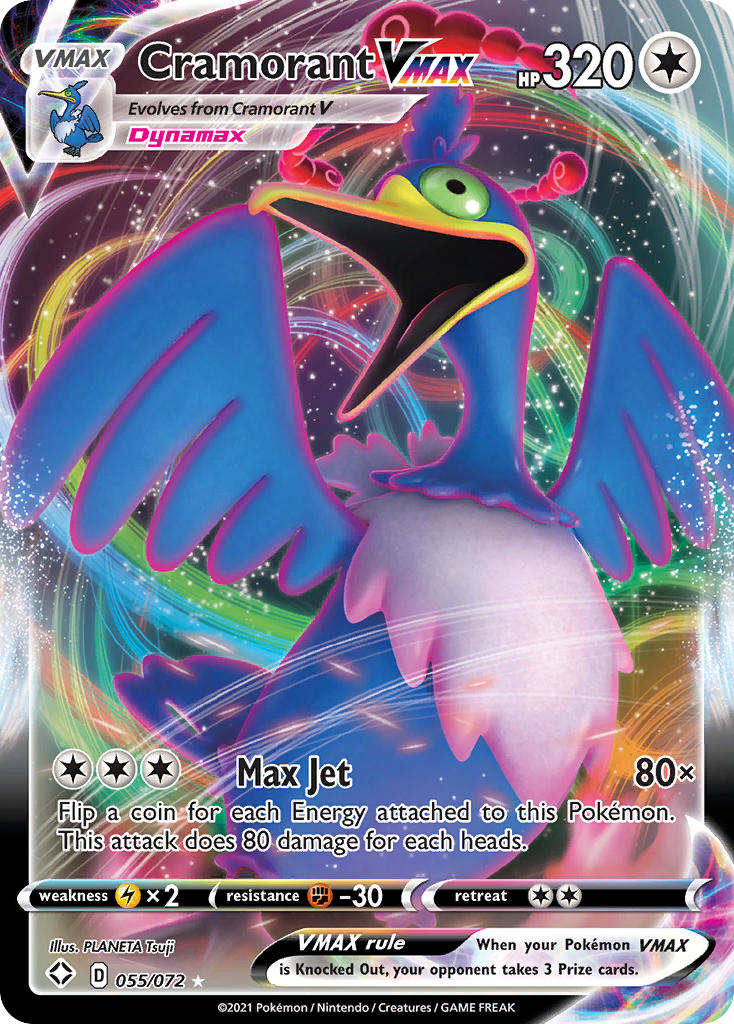 VMAX
Cramorant VMAX
HP 320
Evolves from Cramorant V
Dynamax
Max Jet
80×
Flip a coin for each Energy attached to this Pokémon.
This attack does 80 damage for each heads.
weakness ×2 resistance -30 retreat
Illus. PLANETA Tsuji
VMAX rule When your Pokémon VMAX
is Knocked Out, your opponent takes 3 Prize cards.
D 055/072
©2021 Pokémon / Nintendo / Creatures / GAME FREAK